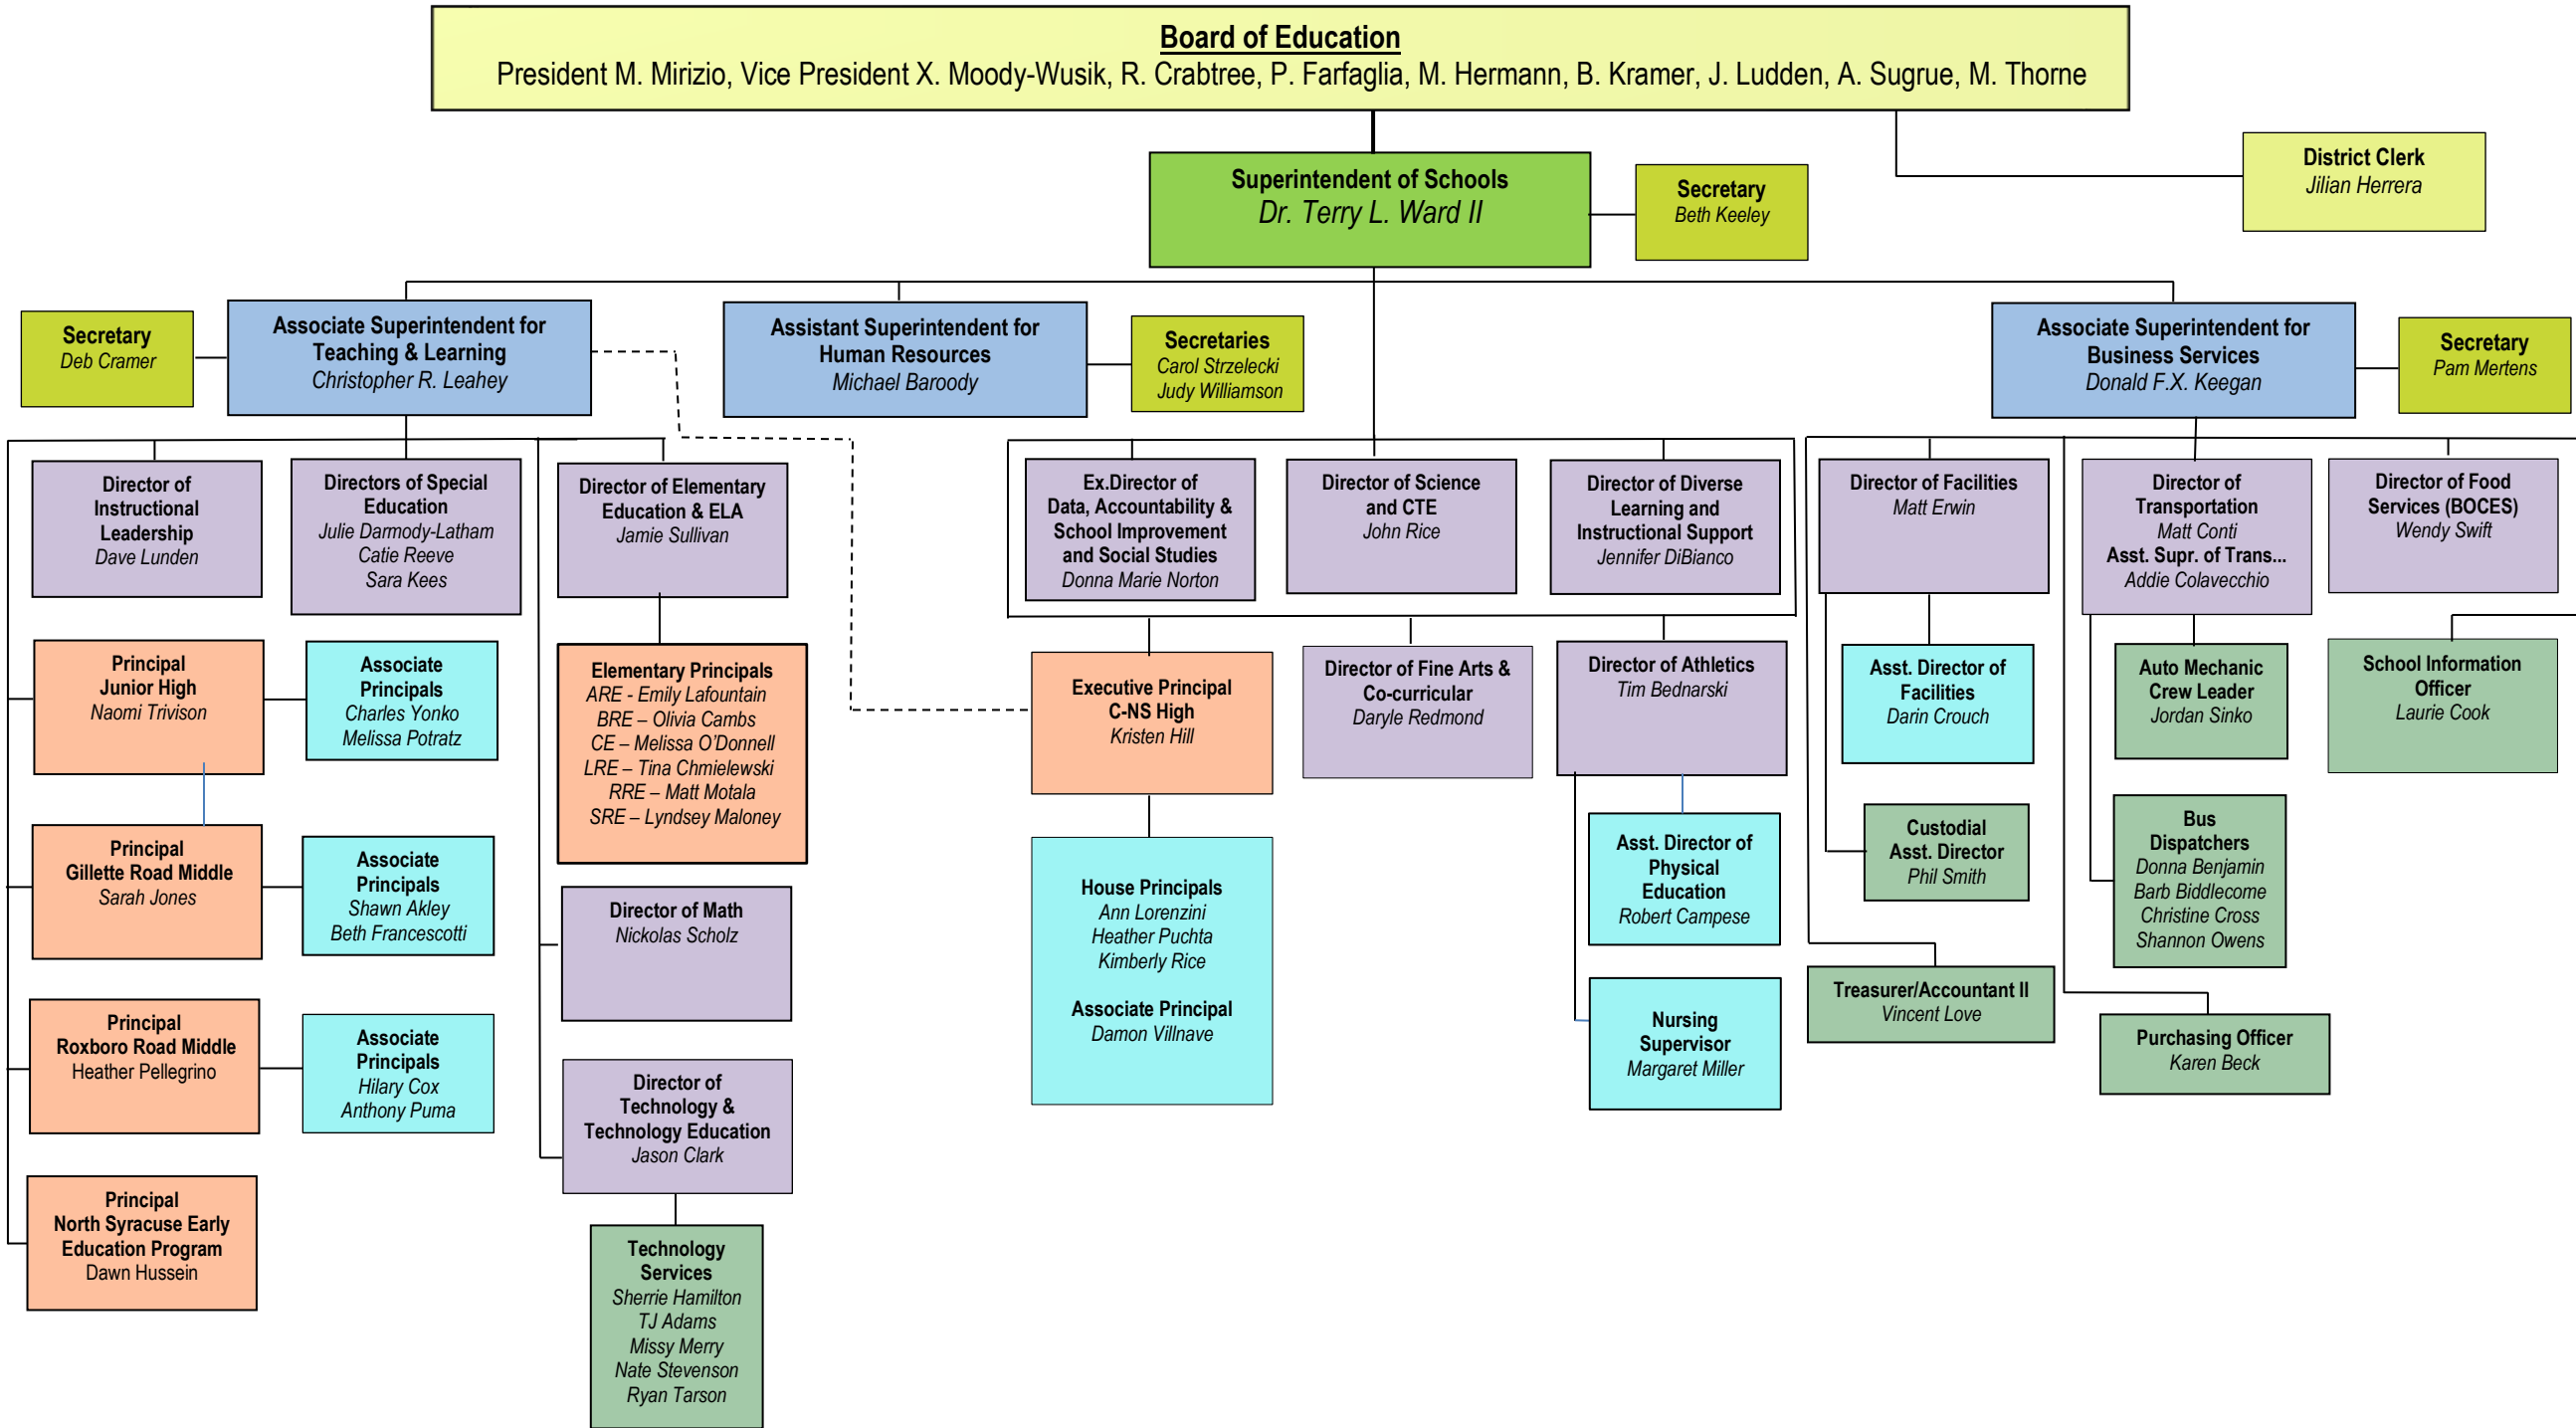 Board of Education
President M. Mirizio, Vice President X. Moody-Wusik, R. Crabtree, P. Farfaglia, M. Hermann, B. Kramer, J. Ludden, A. Sugrue, M. Thorne
District Clerk
Jilian Herrera
Superintendent of Schools
Dr. Terry L. Ward II
Secretary
Beth Keeley
Secretary
Deb Cramer
Associate Superintendent for
Teaching & Learning
Christopher R. Leahey
Assistant Superintendent for
Human Resources
Michael Baroody
Secretaries
Carol Strzelecki
Judy Williamson
Associate Superintendent for
Business Services
Donald F.X. Keegan
Secretary
Pam Mertens
Director of
Instructional
Leadership
Dave Lunden
Directors of Special
Education
Julie Darmody-Latham
Catie Reeve
Sara Kees
Director of Elementary
Education & ELA
Jamie Sullivan
Ex.Director of
Data, Accountability &
School Improvement
and Social Studies
Donna Marie Norton
Director of Science
and CTE
John Rice
Director of Diverse
Learning and
Instructional Support
Jennifer DiBianco
Director of Facilities
Matt Erwin
Director of
Transportation
Matt Conti
Asst. Supr. of Trans...
Addie Colavecchio
Director of Food
Services (BOCES)
Wendy Swift
Principal
Junior High
Naomi Trivison
Associate
Principals
Charles Yonko
Melissa Potratz
Elementary Principals
ARE - Emily Lafountain
BRE – Olivia Cambs
CE – Melissa O’Donnell
LRE – Tina Chmielewski
RRE – Matt Motala
SRE – Lyndsey Maloney
Executive Principal
C-NS High
Kristen Hill
Director of Fine Arts &
Co-curricular
Daryle Redmond
Director of Athletics
Tim Bednarski
Asst. Director of
Facilities
Darin Crouch
Auto Mechanic
Crew Leader
Jordan Sinko
School Information
Officer
Laurie Cook
Principal
Gillette Road Middle
Sarah Jones
Associate
Principals
Shawn Akley
Beth Francescotti
Director of Math
Nickolas Scholz
House Principals
Ann Lorenzini
Heather Puchta
Kimberly Rice
Associate Principal
Damon Villnave
Asst. Director of
Physical
Education
Robert Campese
Custodial
Asst. Director
Phil Smith
Bus
Dispatchers
Donna Benjamin
Barb Biddlecome
Christine Cross
Shannon Owens
Principal
Roxboro Road Middle
Heather Pellegrino
Associate
Principals
Hilary Cox
Anthony Puma
Director of
Technology &
Technology Education
Jason Clark
Nursing
Supervisor
Margaret Miller
Treasurer/Accountant II
Vincent Love
Purchasing Officer
Karen Beck
Principal
North Syracuse Early
Education Program
Dawn Hussein
Technology
Services
Sherrie Hamilton
TJ Adams
Missy Merry
Nate Stevenson
Ryan Tarson